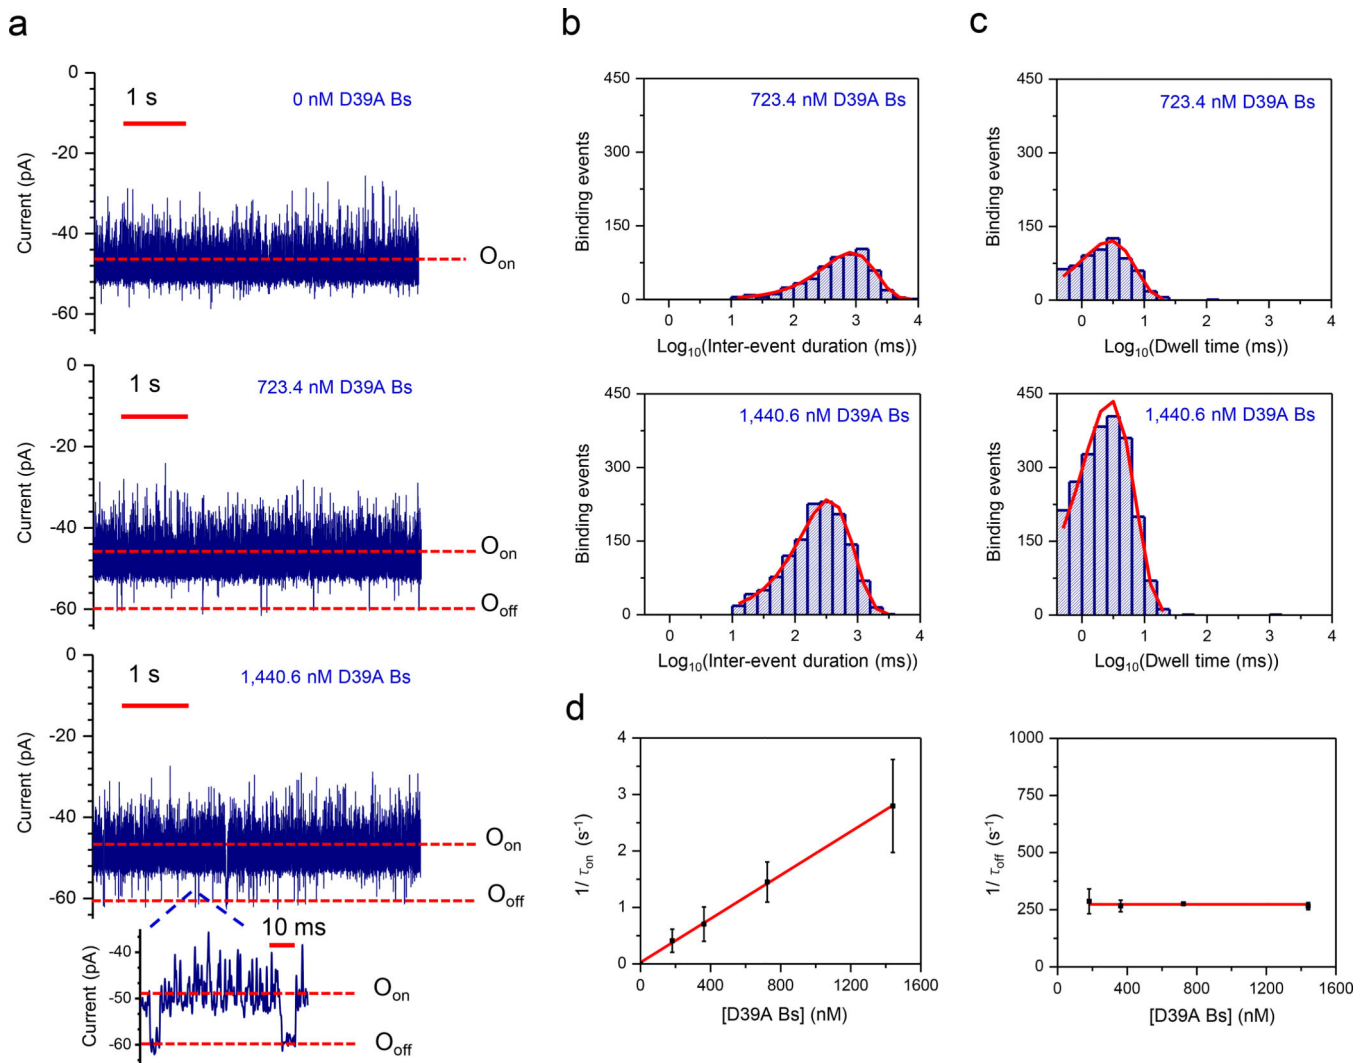 a
0
1 s
0 nM D39A Bs
-20
-40
-60
Current (pA)
Oon
0
1 s
723.4 nM D39A Bs
-20
-40
-60
Current (pA)
Oon
Ooff
0
1 s
1,440.6 nM D39A Bs
-20
-40
-60
Current (pA)
Oon
Ooff
10 ms
-40
-50
-60
Current (pA)
Oon
Ooff
b
450
300
150
0
Binding events
723.4 nM D39A Bs
0 1 2 3 4
Log10(Inter-event duration (ms))
450
300
150
0
Binding events
1,440.6 nM D39A Bs
0 1 2 3 4
Log10(Inter-event duration (ms))
c
450
300
150
0
Binding events
723.4 nM D39A Bs
0 1 2 3 4
Log10(Dwell time (ms))
450
300
150
0
Binding events
1,440.6 nM D39A Bs
0 1 2 3 4
Log10(Dwell time (ms))
d
4
3
2
1
0
1/ τon (s-1)
0 400 800 1200 1600
[D39A Bs] (nM)
1000
750
500
250
0
1/ τoff (s-1)
0 400 800 1200 1600
[D39A Bs] (nM)